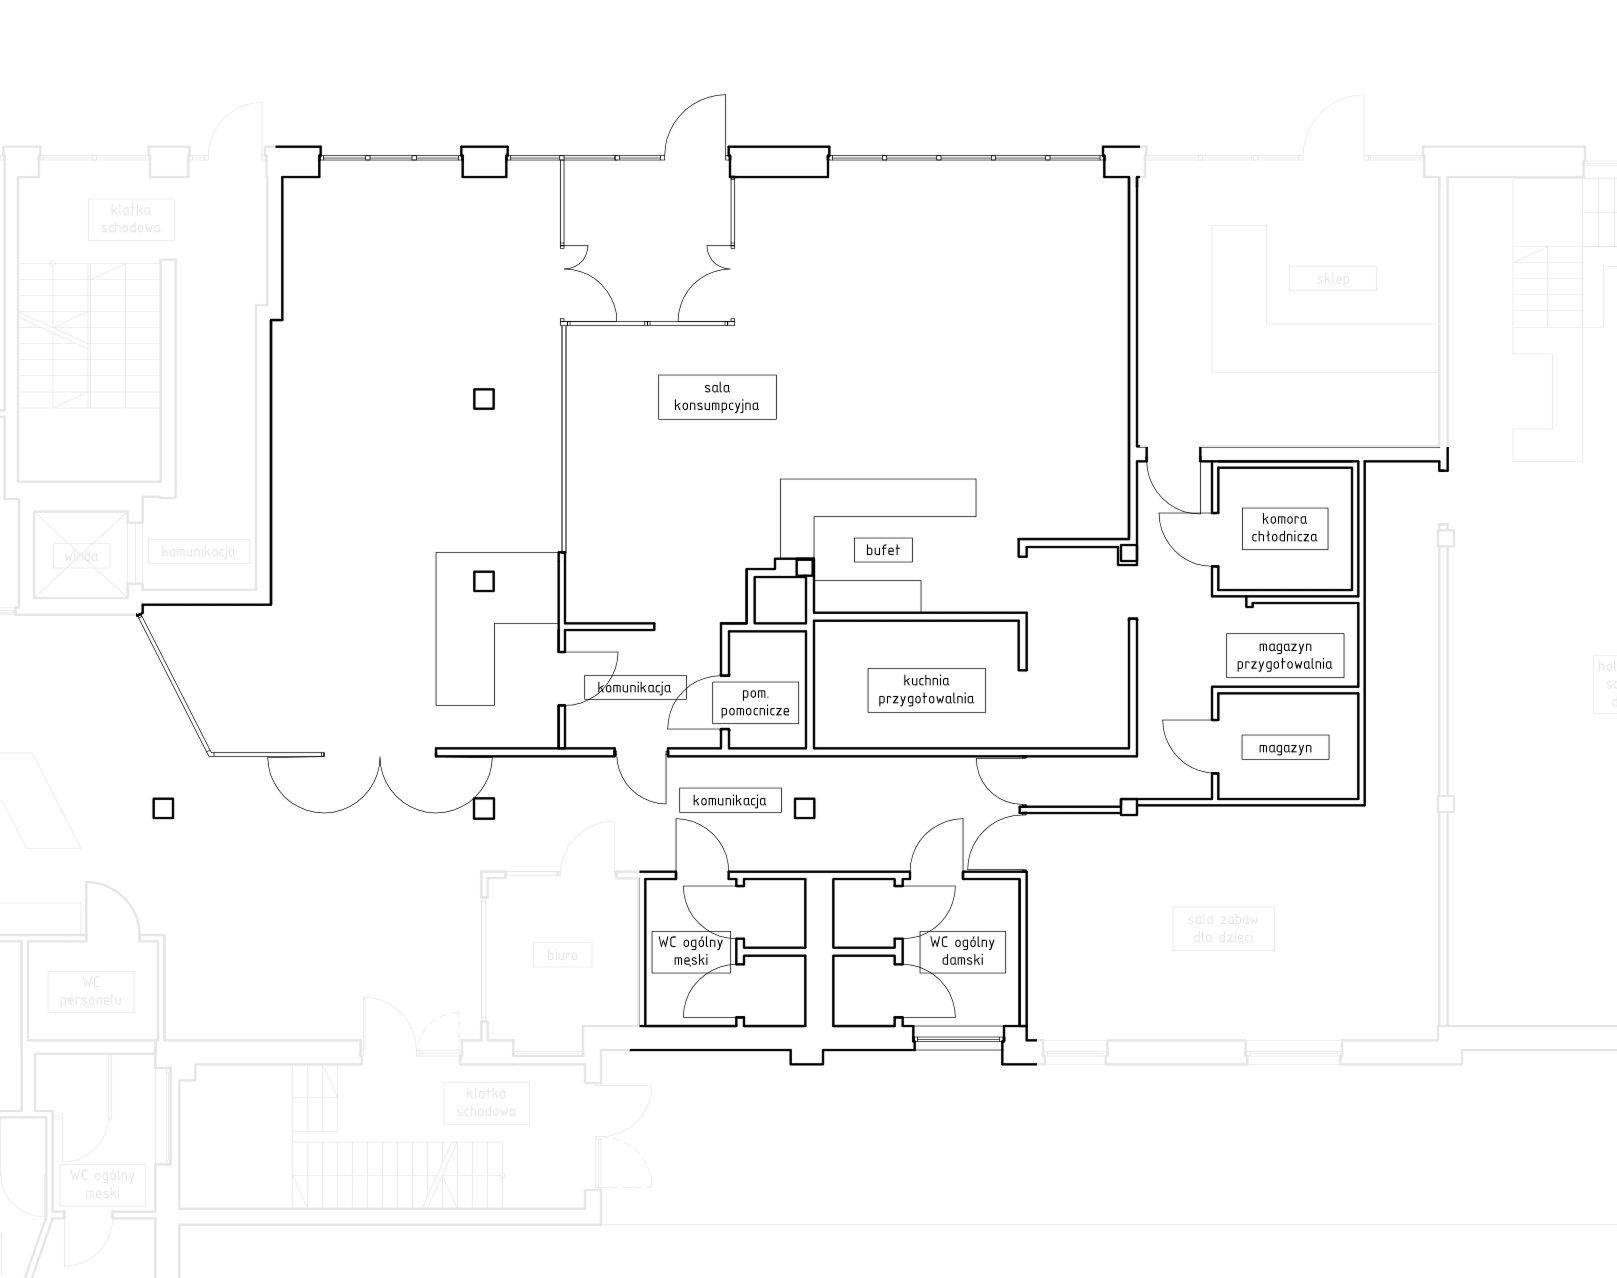 klatka
schodowa
sklep
sala
konsumpcyjna
komora
chłodnicza
bufet
winda
komunikacja
magazyn
przygotowalnia
komunikacja
pom.
pomocnicze
kuchnia
przygotowalnia
magazyn
komunikacja
sala zabaw
dla dzieci
WC ogólny
męski
WC ogólny
damski
biuro
WC
personelu
klatka
schodowa
WC ogólny
męski